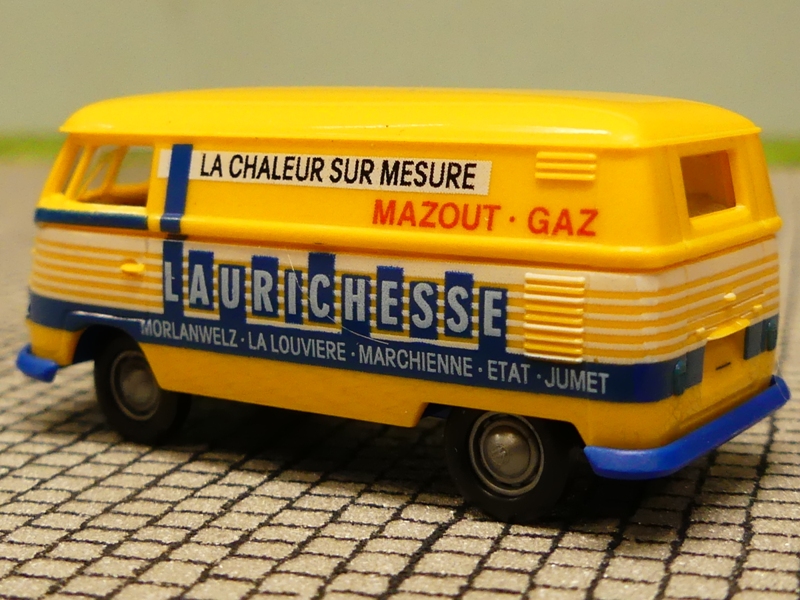 LA CHALEUR SUR MESURE
MAZOUT · GAZ
LAURICHESSE
MORLANWELZ · LA LOUVIERE · MARCHIENNE · ETAT · JUMET